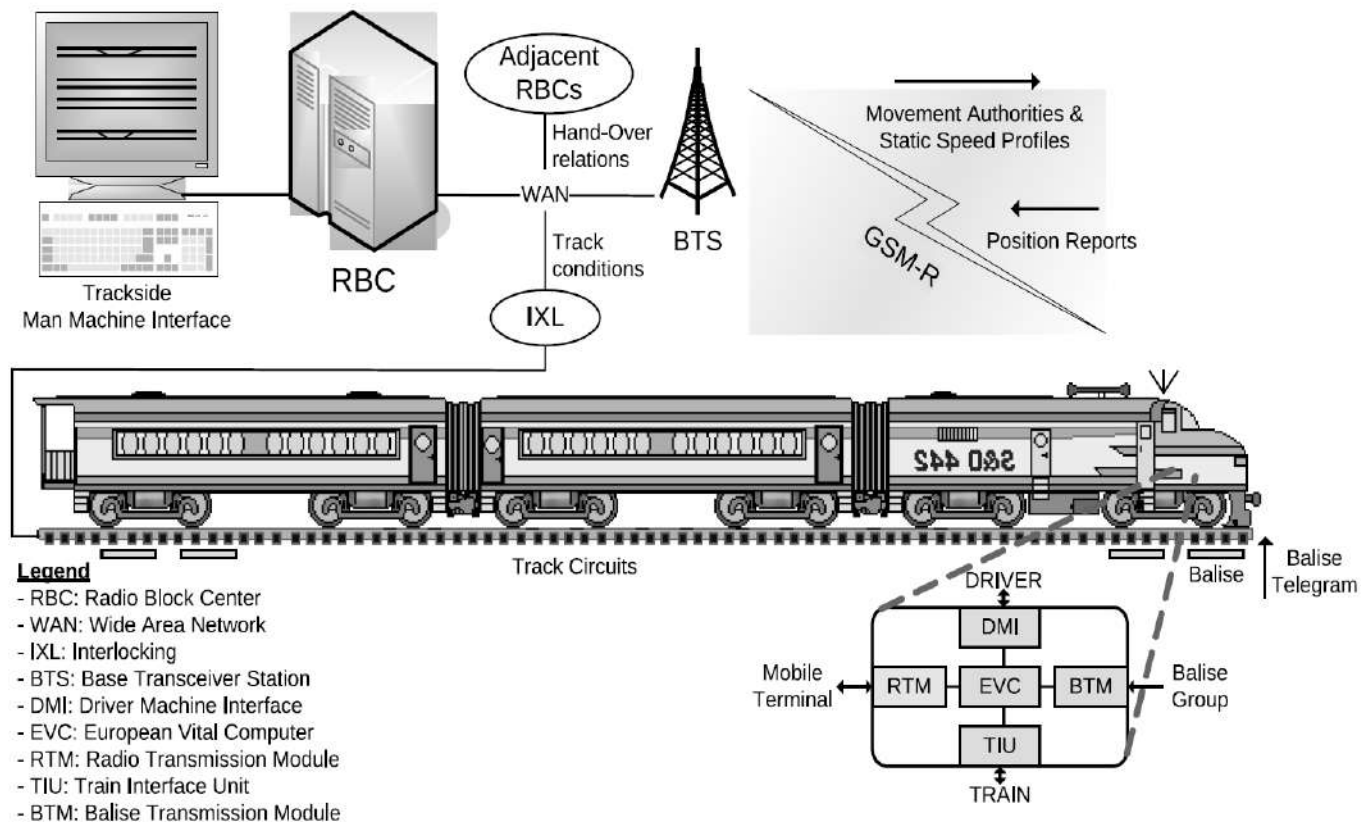 Adjacent
RBCs
Hand-Over
relations
WAN
BTS
Movement Authorities &
Static Speed Profiles
GSM-R
Position Reports
RBC
Track
conditions
IXL
Trackside
Man Machine Interface
S&D 442
Track Circuits
Balise
Balise
Telegram
Legend
- RBC: Radio Block Center
- WAN: Wide Area Network
- IXL: Interlocking
- BTS: Base Transceiver Station
- DMI: Driver Machine Interface
- EVC: European Vital Computer
- RTM: Radio Transmission Module
- TIU: Train Interface Unit
- BTM: Balise Transmission Module
DRIVER
DMI
Mobile
Terminal
RTM
EVC
BTM
Balise
Group
TIU
TRAIN